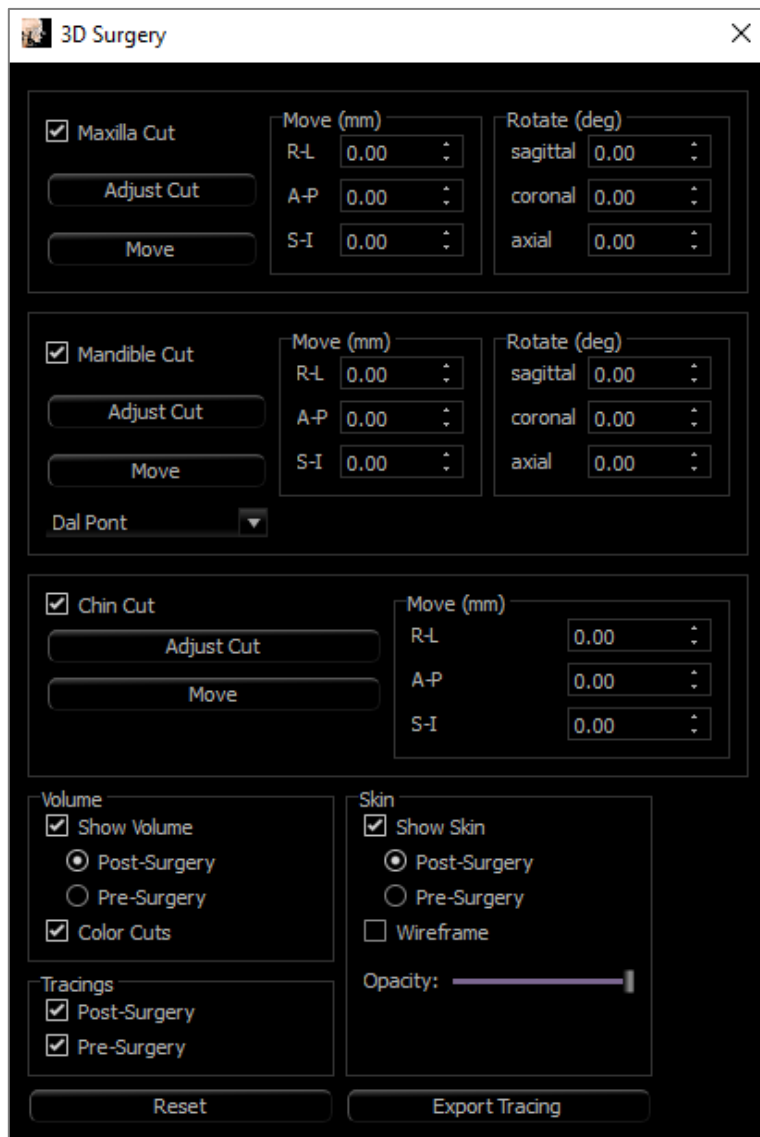 3D Surgery
Maxilla Cut
Adjust Cut
Move
Move (mm)
R-L 0.00
A-P 0.00
S-I 0.00
Rotate (deg)
sagittal 0.00
coronal 0.00
axial 0.00
Mandible Cut
Adjust Cut
Move
Dal Pont
Move (mm)
R-L 0.00
A-P 0.00
S-I 0.00
Rotate (deg)
sagittal 0.00
coronal 0.00
axial 0.00
Chin Cut
Adjust Cut
Move
Move (mm)
R-L 0.00
A-P 0.00
S-I 0.00
Volume
Show Volume
Post-Surgery
Pre-Surgery
Color Cuts
Tracings
Post-Surgery
Pre-Surgery
Skin
Show Skin
Post-Surgery
Pre-Surgery
Wireframe
Opacity:
Reset
Export Tracing